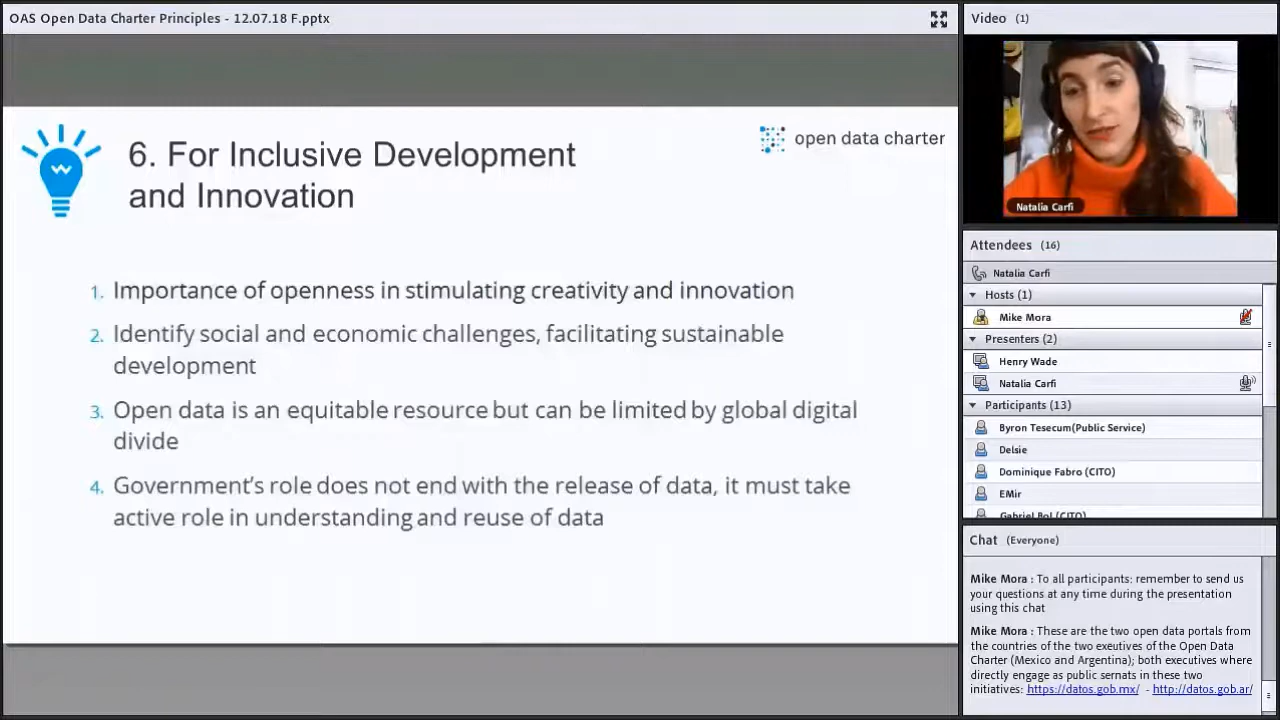 OAS Open Data Charter Principles - 12.07.18 F.pptx
6. For Inclusive Development
and Innovation
open data charter
1. Importance of openness in stimulating creativity and innovation
2. Identify social and economic challenges, facilitating sustainable
development
3. Open data is an equitable resource but can be limited by global digital
divide
4. Government's role does not end with the release of data, it must take
active role in understanding and reuse of data
Video (1)
Natalia Carfi
Attendees (16)
Natalia Carfi
Hosts (1)
Mike Mora
Presenters (2)
Henry Wade
Natalia Carfi
Participants (13)
Byron Tesecum(Public Service)
Delsie
Dominique Fabro (CITO)
EMir
Gabriel Bol (CITO)
Chat (Everyone)
Mike Mora : To all participants: remember to send us
your questions at any time during the presentation
using this chat
Mike Mora : These are the two open data portals from
the countries of the two exeutives of the Open Data
Charter (Mexico and Argentina); both executives where
directly engage as public sernats in these two
initiatives: https://datos.gob.mx/ - http://datos.gob.ar/